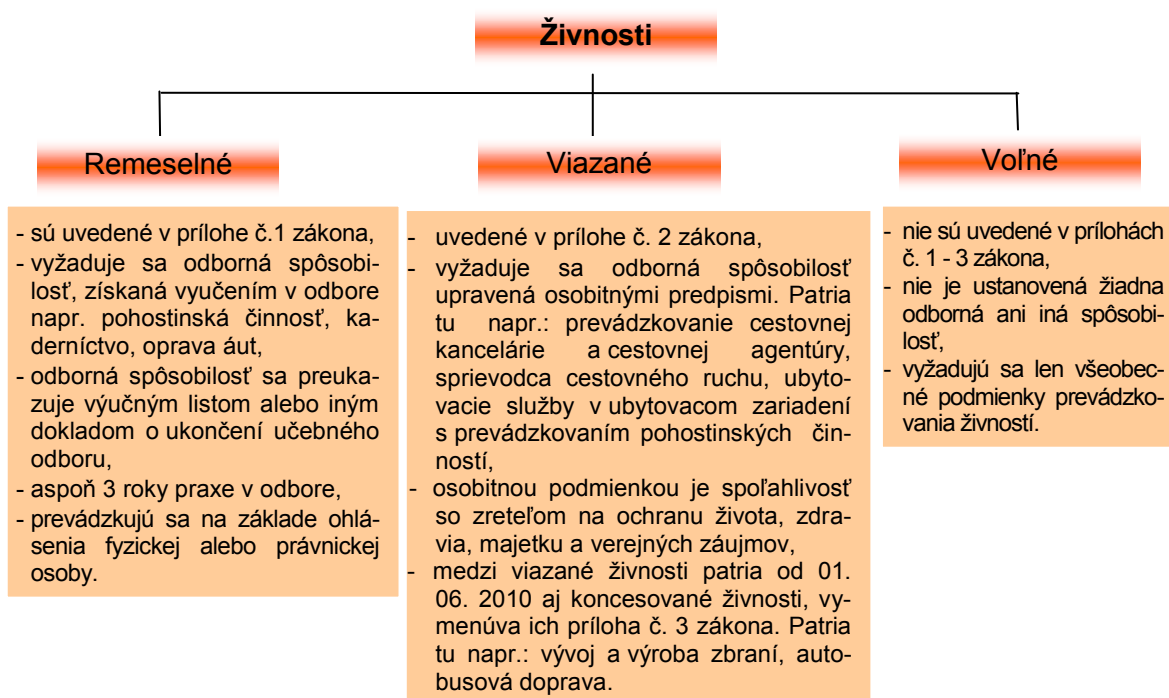 Živnosti
Remeselné
- sú uvedené v prílohe č.1 zákona,
- vyžaduje sa odborná spôsobi-
losť, získaná vyučením v odbore
napr. pohostinská činnosť, ka-
derníctvo, oprava áut,
- odborná spôsobilosť sa preuka-
zuje výučným listom alebo iným
dokladom o ukončení učebného
odboru,
- aspoň 3 roky praxe v odbore,
- prevádzkujú sa na základe ohlá-
senia fyzickej alebo právnickej
osoby.
Viazané
- uvedené v prílohe č. 2 zákona,
- vyžaduje sa odborná spôsobilosť
upravená osobitnými predpismi. Patria
tu napr.: prevádzkovanie cestovnej
kancelárie a cestovnej agentúry,
sprievodca cestovného ruchu, ubyto-
vacie služby v ubytovacom zariadení
s prevádzkovaním pohostinských čin-
ností,
- osobitnou podmienkou je spoľahlivosť
so zreteľom na ochranu života, zdra-
via, majetku a verejných záujmov,
- medzi viazané živnosti patria od 01.
06. 2010 aj koncesované živnosti, vy-
menúva ich príloha č. 3 zákona. Patria
tu napr.: vývoj a výroba zbraní, auto-
busová doprava.
Voľné
- nie sú uvedené v prílohách
č. 1 - 3 zákona,
- nie je ustanovená žiadna
odborná ani iná spôsobi-
losť,
- vyžadujú sa len všeobec-
né podmienky prevádzko-
vania živností.